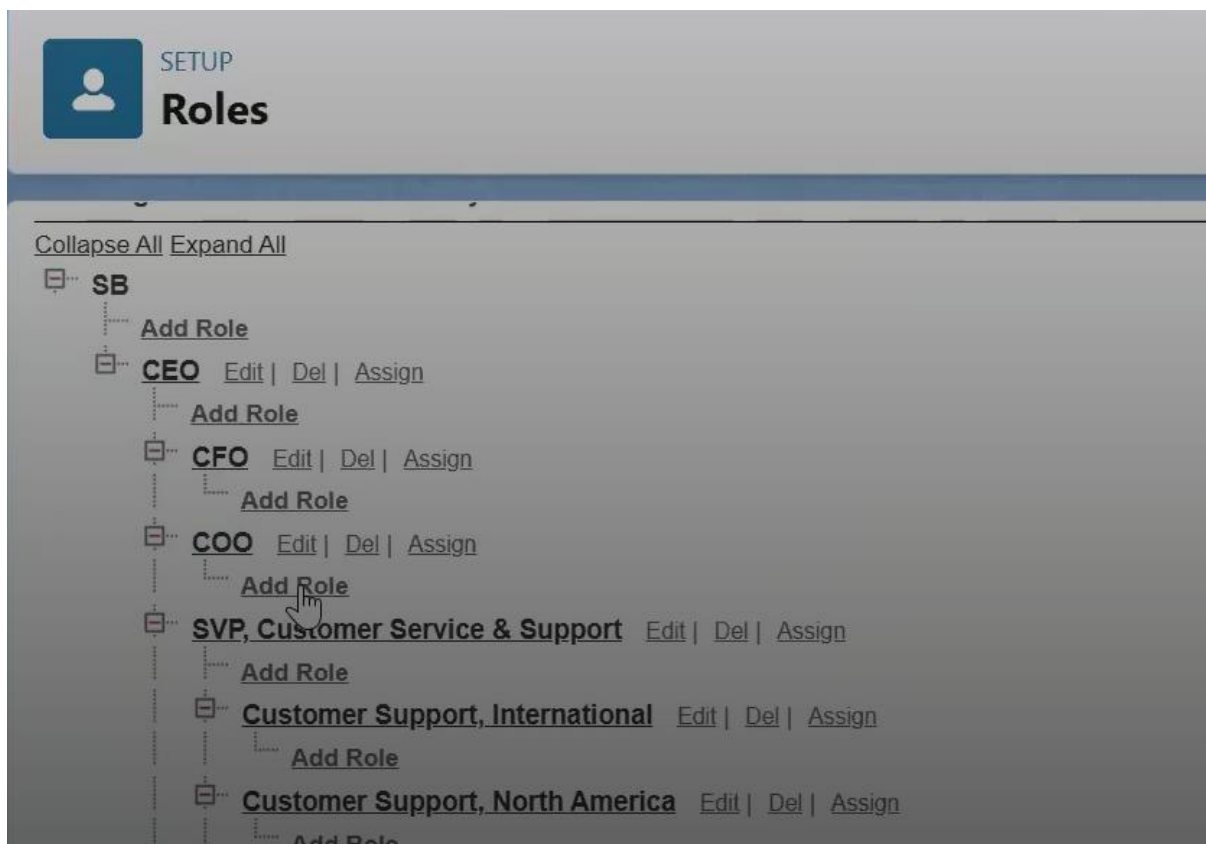 SETUP
Roles
Collapse All Expand All
SB
Add Role
CEO Edit | Del | Assign
Add Role
CFO Edit | Del | Assign
Add Role
COO Edit | Del | Assign
Add Role
SVP, Customer Service & Support Edit | Del | Assign
Add Role
Customer Support, International Edit | Del | Assign
Add Role
Customer Support, North America Edit | Del | Assign
Add Role